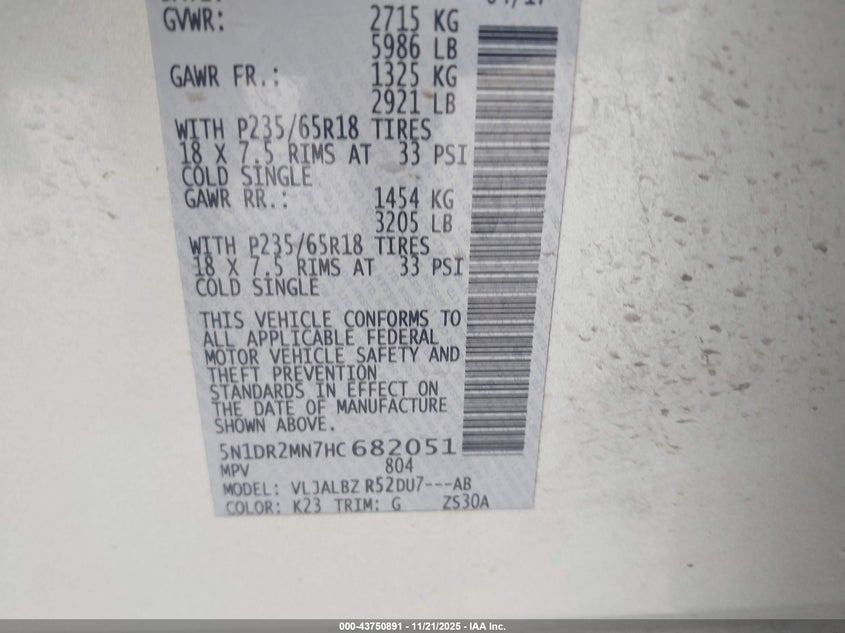 GVWR: 2715 KG
5986 LB
GAWR FR.: 1325 KG
2921 LB
WITH P235/65R18 TIRES
18 X 7.5 RIMS AT 33 PSI
COLD SINGLE
GAWR RR.: 1454 KG
3205 LB
WITH P235/65R18 TIRES
18 X 7.5 RIMS AT 33 PSI
COLD SINGLE
THIS VEHICLE CONFORMS TO
ALL APPLICABLE FEDERAL
MOTOR VEHICLE SAFETY AND
THEFT PREVENTION
STANDARDS IN EFFECT ON
THE DATE OF MANUFACTURE
SHOWN ABOVE.
5N1DR2MN7HC682051
MPV 804
MODEL: VLJALBZ R52DU7---AB
COLOR: K23 TRIM: G ZS30A
000-43750891 - 11/21/2025 - IAA Inc.